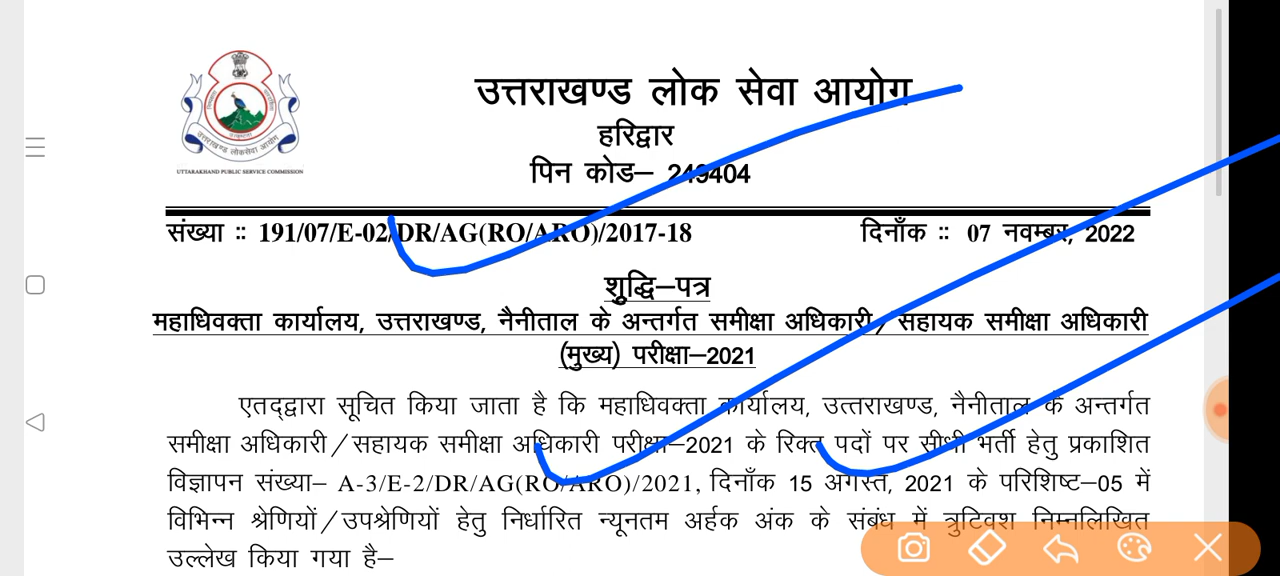 उत्तराखण्ड लोक सेवा आयोग
हरिद्वार
पिन कोड– 249404
UTTARAKHAND PUBLIC SERVICE COMMISSION
संख्या :: 191/07/E-02/DR/AG(RO/ARO)/2017-18 दिनाँक :: 07 नवम्बर, 2022
शुद्धि–पत्र
महाधिवक्ता कार्यालय, उत्तराखण्ड, नैनीताल के अन्तर्गत समीक्षा अधिकारी/सहायक समीक्षा अधिकारी
(मुख्य) परीक्षा–2021
एतद्द्वारा सूचित किया जाता है कि महाधिवक्ता कार्यालय, उत्तराखण्ड, नैनीताल के अन्तर्गत
समीक्षा अधिकारी/सहायक समीक्षा अधिकारी परीक्षा–2021 के रिक्त पदों पर सीधी भर्ती हेतु प्रकाशित
विज्ञापन संख्या– A-3/E-2/DR/AG(RO/ARO)/2021, दिनाँक 15 अगस्त, 2021 के परिशिष्ट–05 में
विभिन्न श्रेणियों/उपश्रेणियों हेतु निर्धारित न्यूनतम अर्हक अंक के संबंध में त्रुटिवश निम्नलिखित
उल्लेख किया गया है–